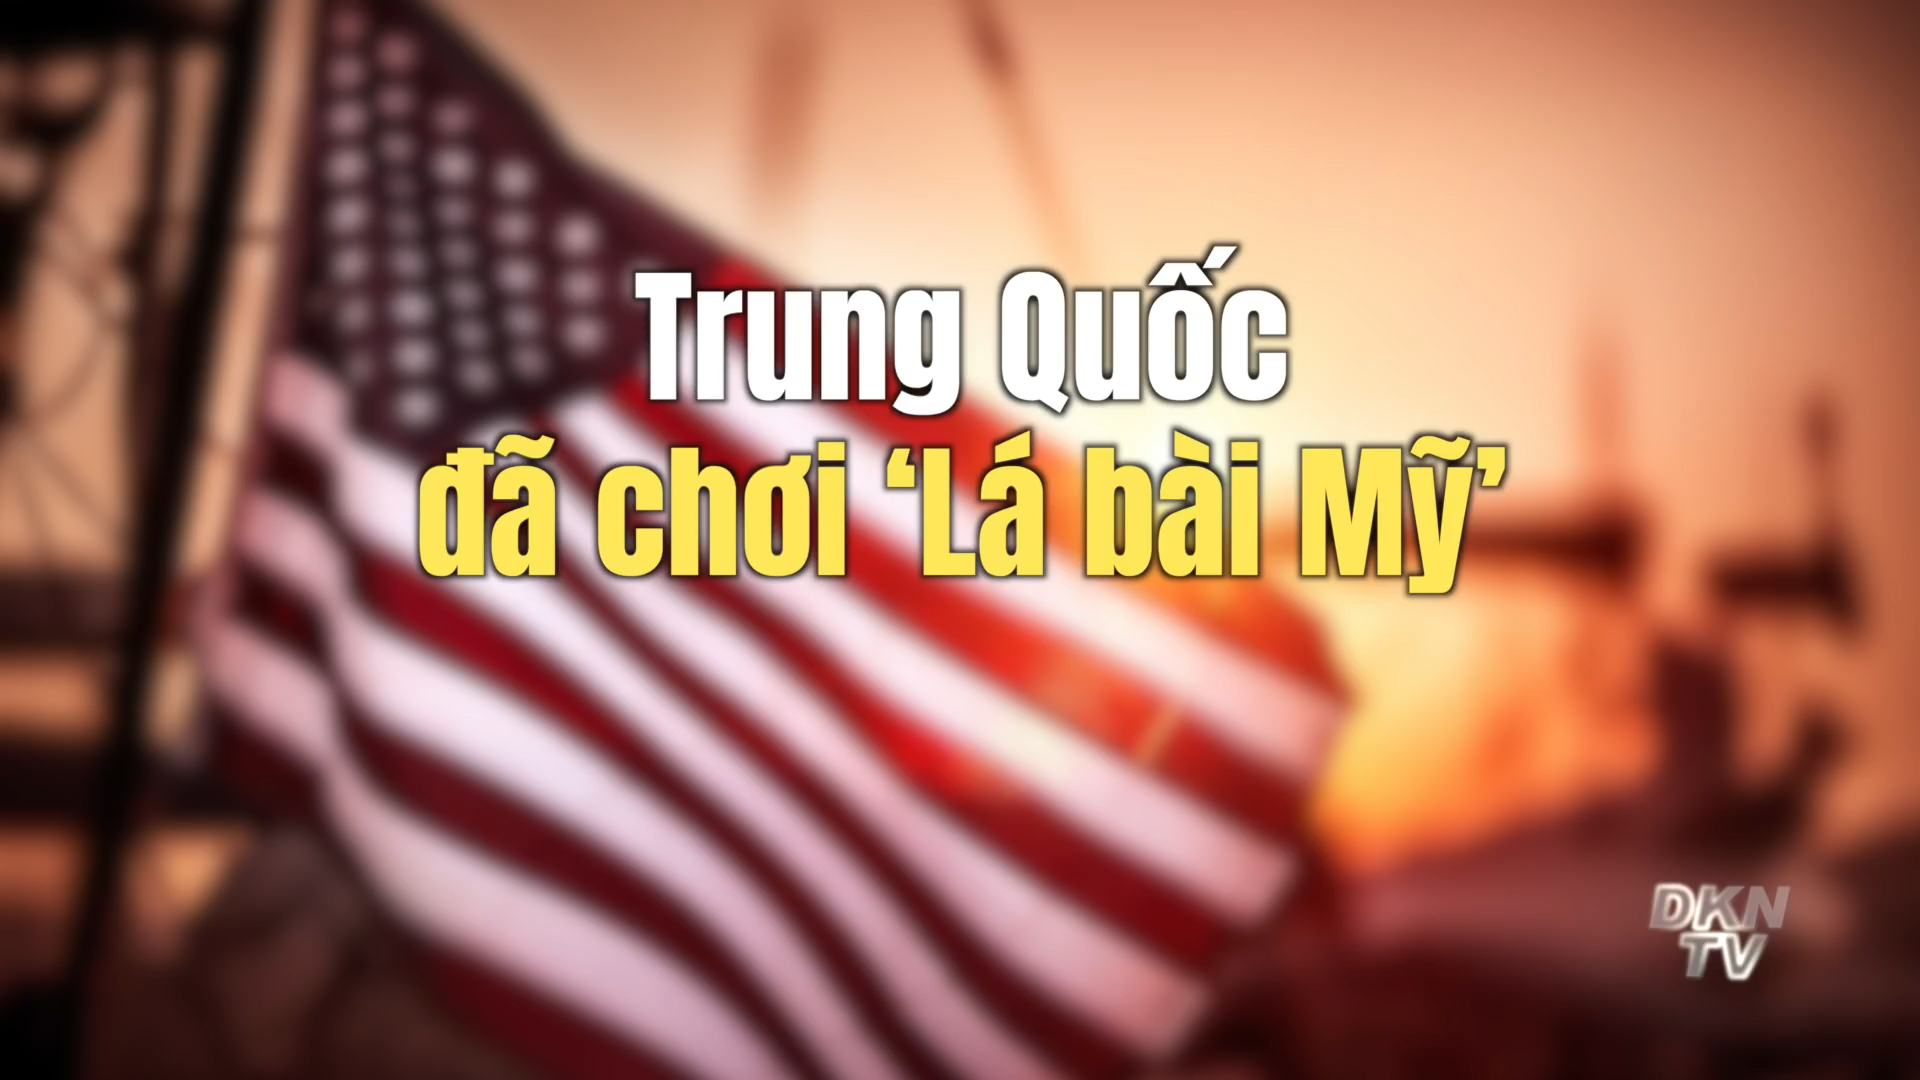 Trung Quốc
đã chơi ‘Lá bài Mỹ’
DKN
TV